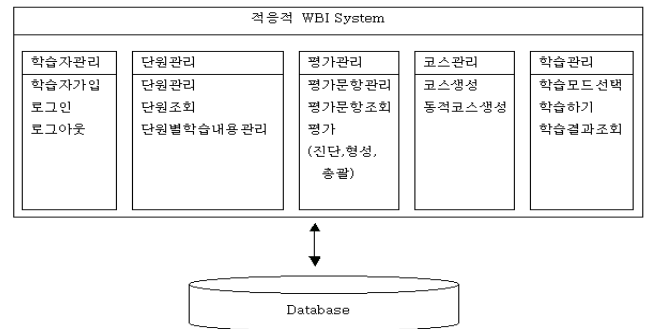 적응적 WBI System
학습자관리
학습자가입
로그인
로그아웃
단원관리
단원관리
단원조회
단원별학습내용관리
평가관리
평가문항관리
평가문항조회
평가
(진단,형성,
총괄)
코스관리
코스생성
동적코스생성
학습관리
학습모드선택
학습하기
학습결과조회
Database